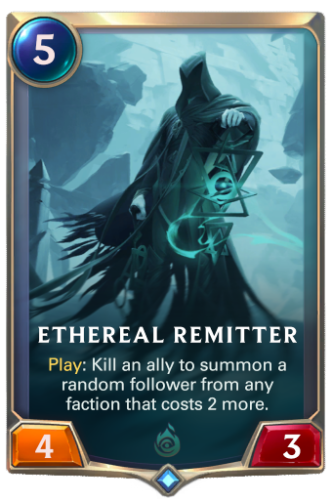 5
ETHEREAL REMITTER
Play: Kill an ally to summon a
random follower from any
faction that costs 2 more.
4
3